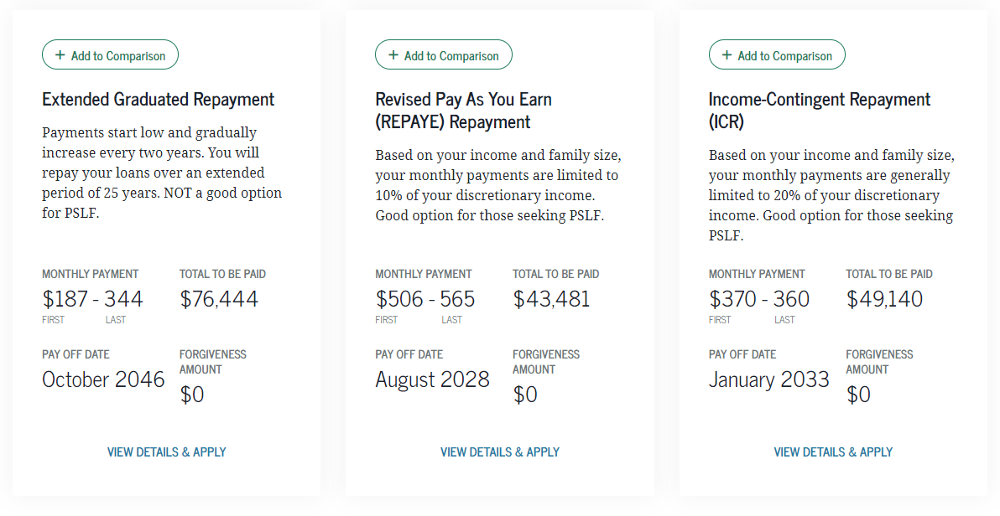 + Add to Comparison
Extended Graduated Repayment
Payments start low and gradually
increase every two years. You will
repay your loans over an extended
period of 25 years. NOT a good option
for PSLF.
MONTHLY PAYMENT TOTAL TO BE PAID
$187 - 344 $76,444
FIRST LAST
PAY OFF DATE FORGIVENESS
AMOUNT
October 2046
$0
VIEW DETAILS & APPLY
+ Add to Comparison
Revised Pay As You Earn
(REPAYE) Repayment
Based on your income and family size,
your monthly payments are limited to
10% of your discretionary income.
Good option for those seeking PSLF.
MONTHLY PAYMENT TOTAL TO BE PAID
$506 - 565 $43,481
FIRST LAST
PAY OFF DATE FORGIVENESS
AMOUNT
August 2028
$0
VIEW DETAILS & APPLY
+ Add to Comparison
Income-Contingent Repayment
(ICR)
Based on your income and family size,
your monthly payments are generally
limited to 20% of your discretionary
income. Good option for those seeking
PSLF.
MONTHLY PAYMENT TOTAL TO BE PAID
$370 - 360 $49,140
FIRST LAST
PAY OFF DATE FORGIVENESS
AMOUNT
January 2033
$0
VIEW DETAILS & APPLY